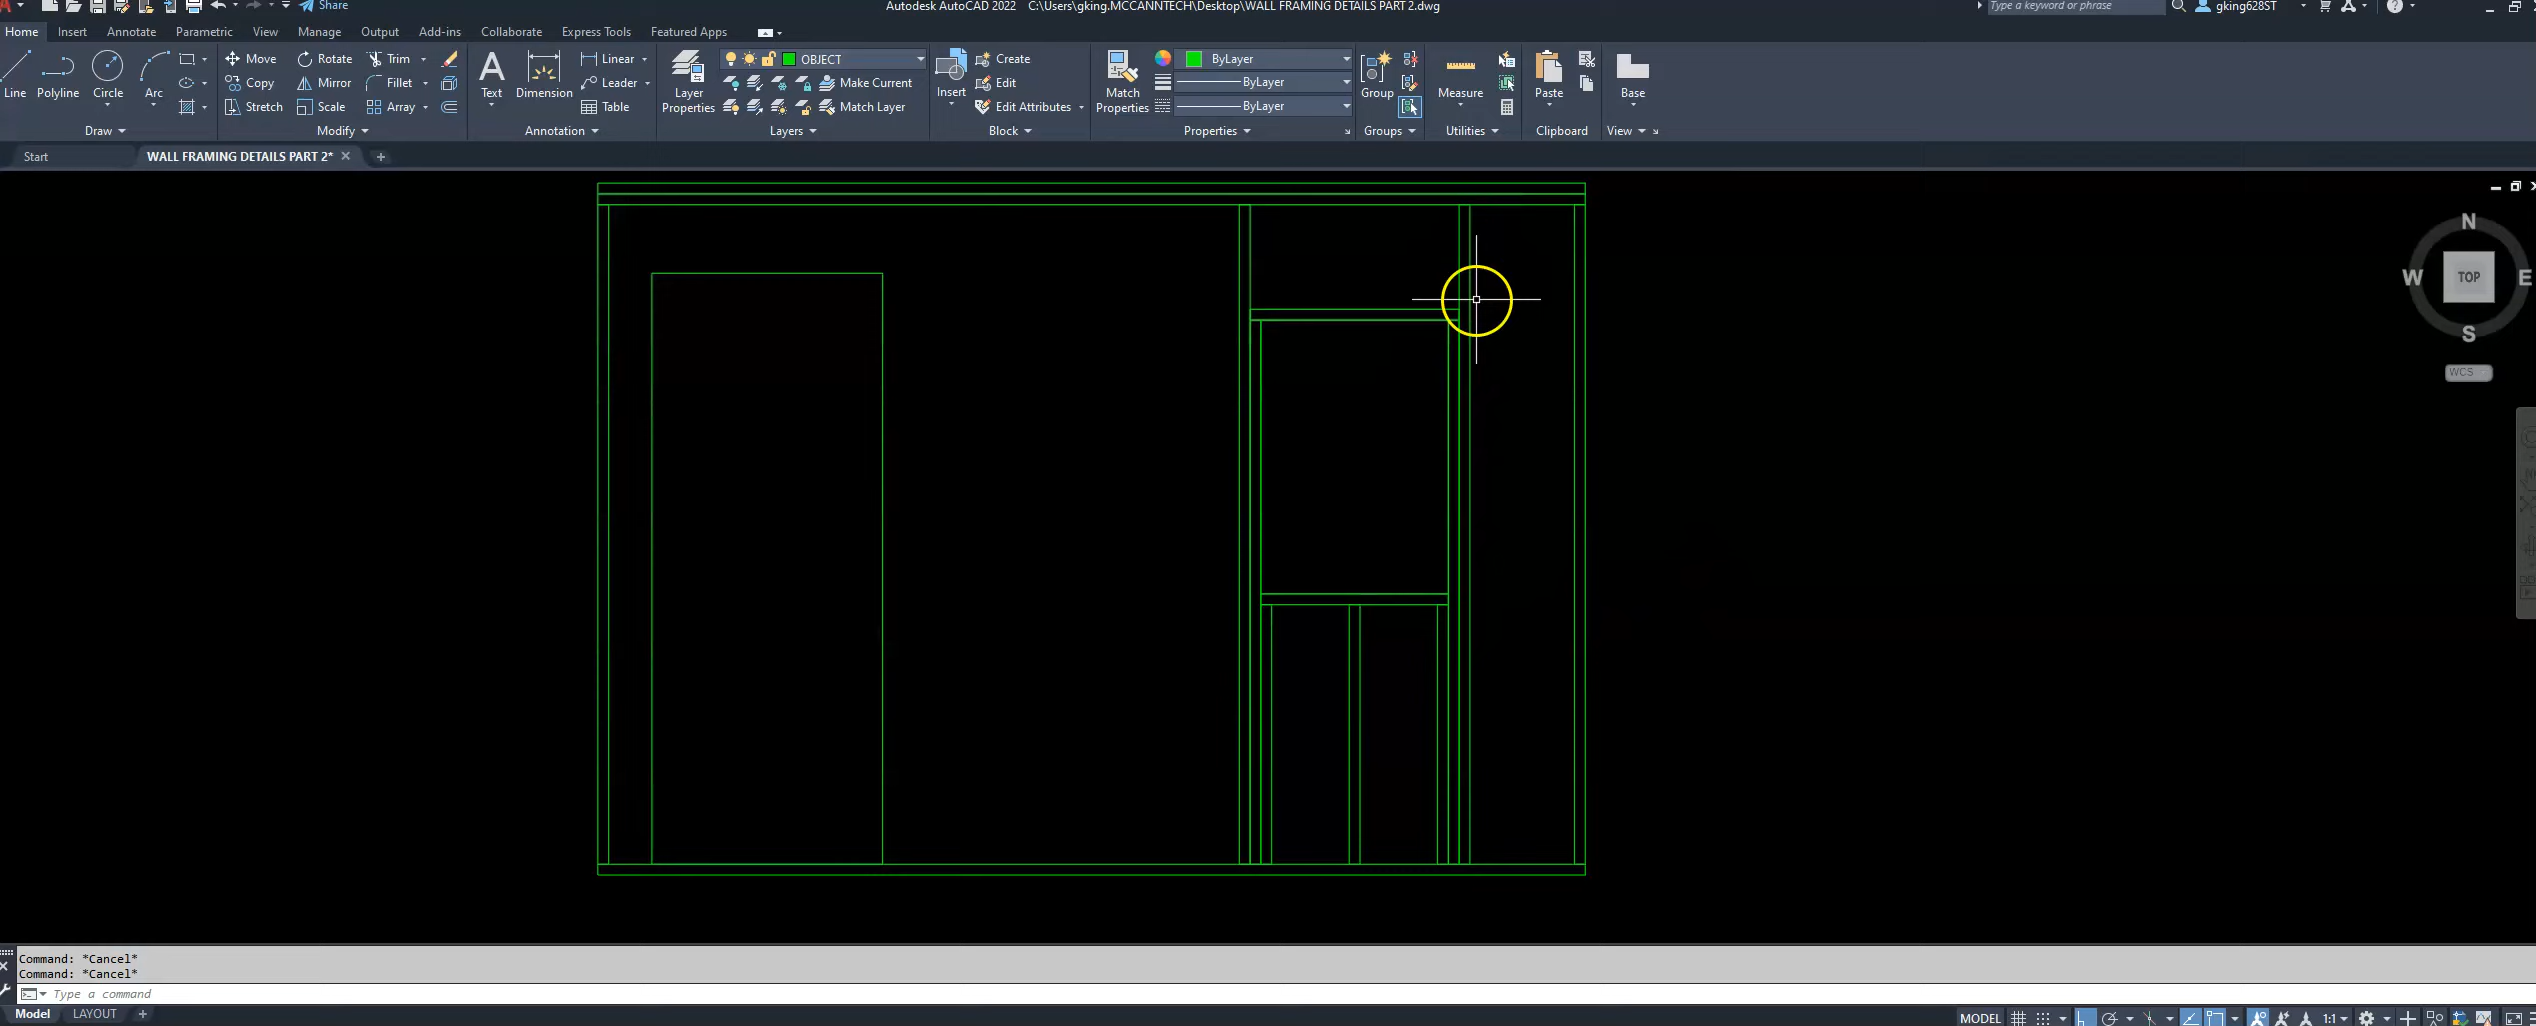 Share Autodesk AutoCAD 2022 C:\Users\gking.MCCANNTECH\Desktop\WALL FRAMING DETAILS PART 2.dwg Type a keyword or phrase gking628ST
Home Insert Annotate Parametric View Manage Output Add-ins Collaborate Express Tools Featured Apps
Move Rotate Trim Linear OBJECT Create ByLayer
Copy Mirror Fillet Leader Make Current Edit ByLayer
Line Polyline Circle Arc Text Dimension Layer Insert Match Group Measure Paste Base
Properties Properties
Stretch Scale Array Table Match Layer Edit Attributes ByLayer
Draw Modify Annotation Layers Block Properties Groups Utilities Clipboard View
Start WALL FRAMING DETAILS PART 2*
N
W TOP E
S
WCS
Command: *Cancel*
Command: *Cancel*
Type a command
Model LAYOUT MODEL 1:1